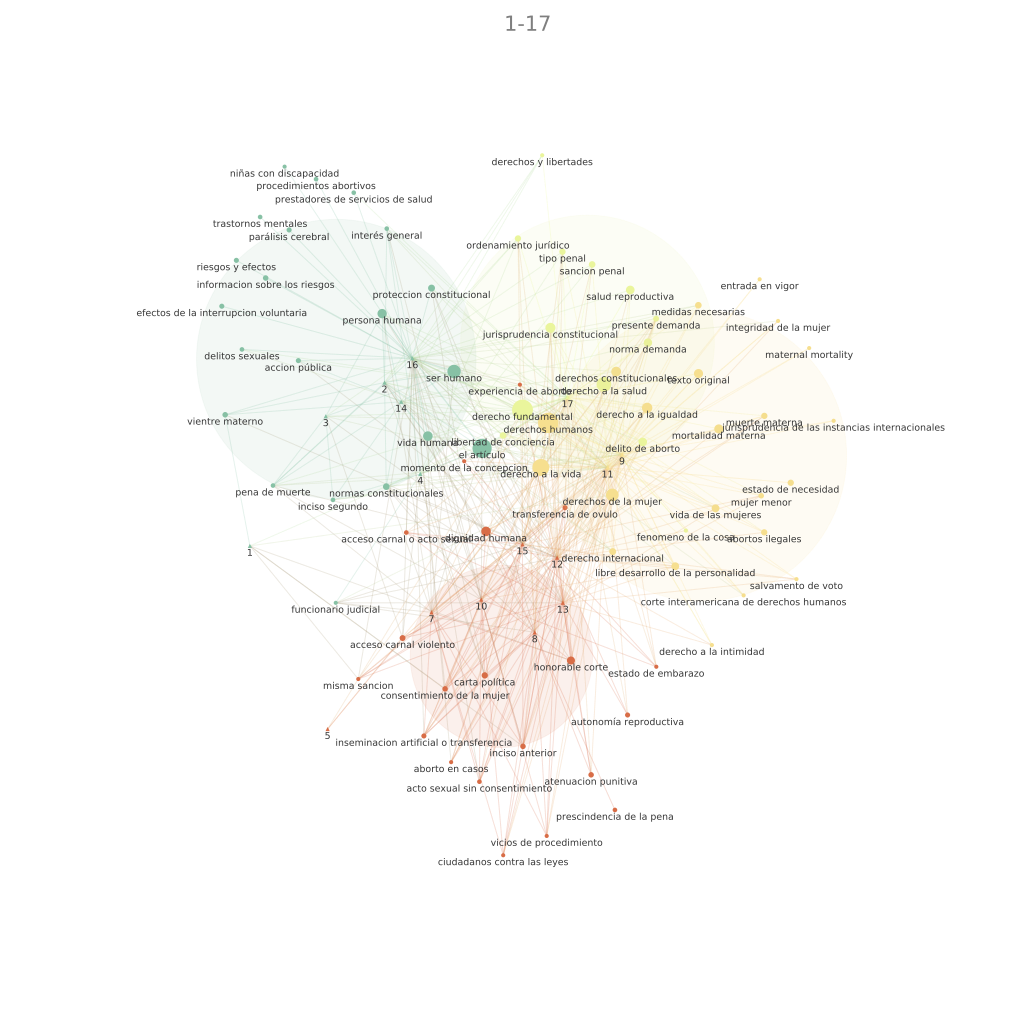 1-17
derechos y libertades
niñas con discapacidad
procedimientos abortivos
prestadores de servicios de salud
trastornos mentales
parálisis cerebral
interés general
ordenamiento jurídico
tipo penal
riesgos y efectos
sancion penal
informacion sobre los riesgos
entrada en vigor
proteccion constitucional
salud reproductiva
efectos de la interrupcion voluntaria
medidas necesarias
persona humana
presente demanda
integridad de la mujer
jurisprudencia constitucional
norma demanda
delitos sexuales
maternal mortality
accion pública
16
ser humano
derechos constitucionales
texto original
2
experiencia de aborto
derecho a la salud
17
14
derecho fundamental
derecho a la igualdad
vientre materno
3
muerte materna
jurisprudencia de las instancias internacionales
derechos humanos
mortalidad materna
vida humana
libertad de conciencia
delito de aborto
el artículo
9
momento de la concepcion
derecho a la vida
11
4
pena de muerte
normas constitucionales
estado de necesidad
inciso segundo
derechos de la mujer
mujer menor
transferencia de ovulo
vida de las mujeres
acceso carnal o acto sexual
dignidad humana
fenomeno de la cosa
abortos ilegales
1
15
derecho internacional
12
libre desarrollo de la personalidad
salvamento de voto
funcionario judicial
10
13
corte interamericana de derechos humanos
7
acceso carnal violento
8
derecho a la intimidad
honorable corte
estado de embarazo
misma sancion
carta política
consentimiento de la mujer
autonomía reproductiva
5
inseminacion artificial o transferencia
inciso anterior
aborto en casos
atenuacion punitiva
acto sexual sin consentimiento
prescindencia de la pena
vicios de procedimiento
ciudadanos contra las leyes